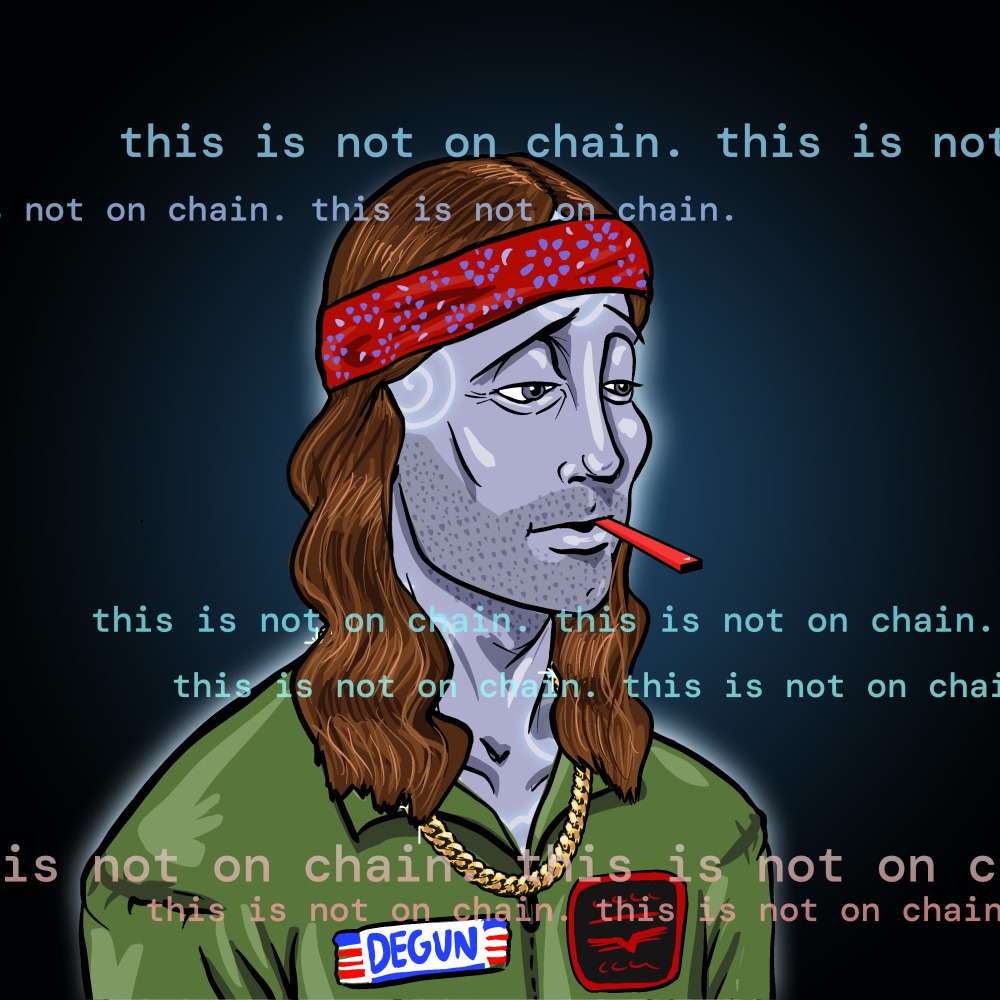 this is not on chain. this is not
not on chain. this is not on chain.
this is not on chain. this is not on chain.
this is not on chain. this is not on chai
is not on chain. this is not on c
this is not on chain. this is not on chain
DEGUN